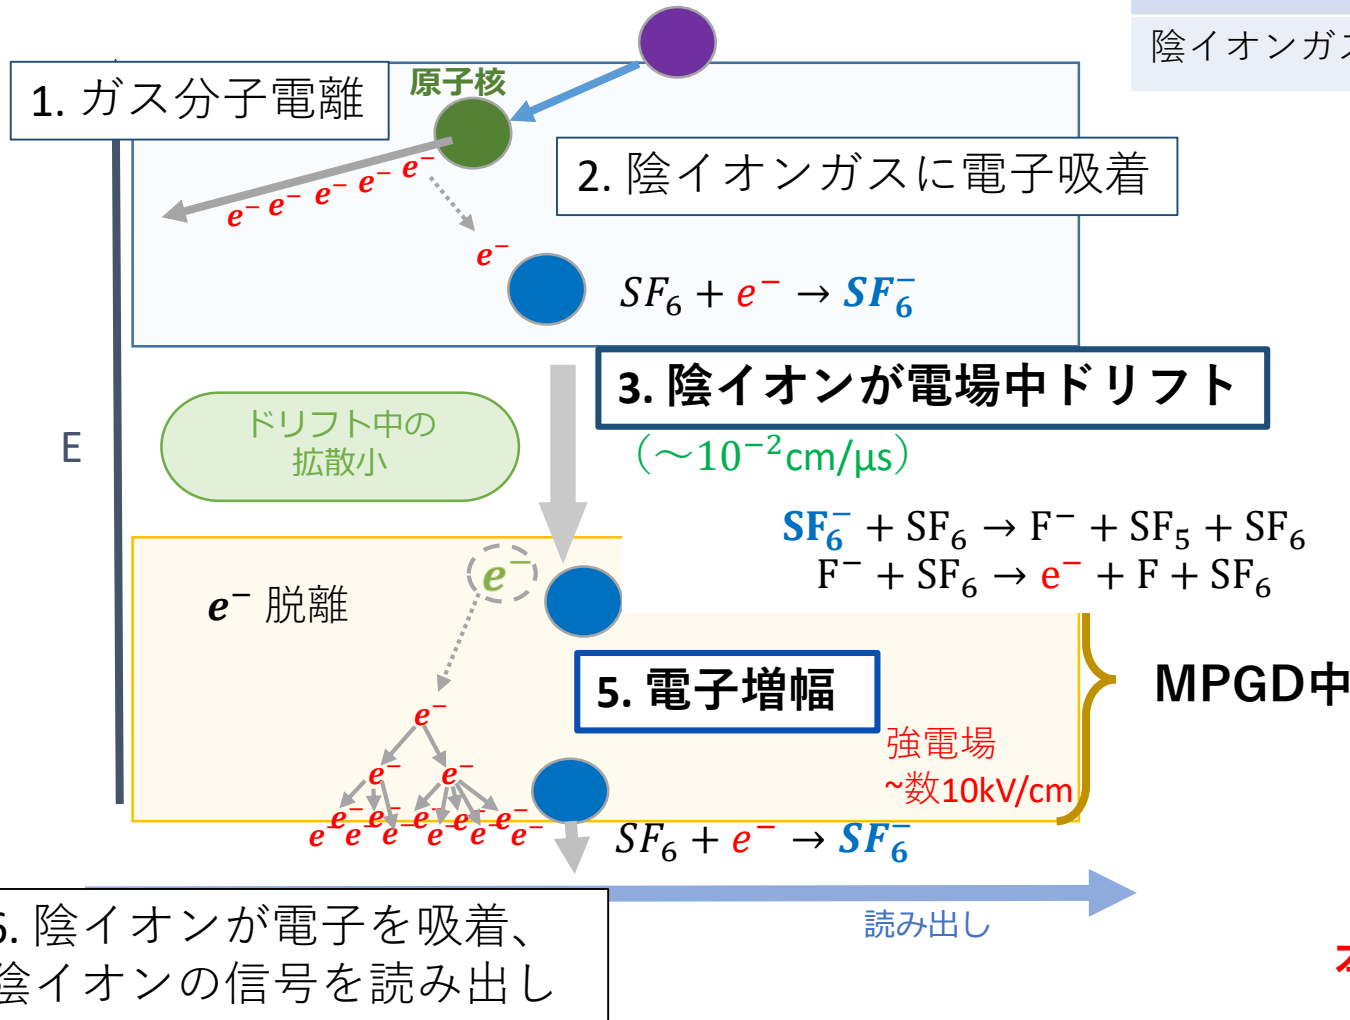 陰イオンガス
1. ガス分子電離
原子核
e⁻ e⁻ e⁻ e⁻ e⁻
2. 陰イオンガスに電子吸着
e⁻
SF₆ + e⁻ → SF₆⁻
3. 陰イオンが電場中ドリフト
(～10⁻²cm/μs)
E
ドリフト中の
拡散小
SF₆⁻ + SF₆ → F⁻ + SF₅ + SF₆
F⁻ + SF₆ → e⁻ + F + SF₆
e⁻
e⁻ 脱離
5. 電子増幅
MPGD中
e⁻
強電場
~数10kV/cm
e⁻ e⁻
e⁻ e⁻ e⁻ e⁻ e⁻
e⁻ e⁻ e⁻ e⁻ e⁻ e⁻
SF₆ + e⁻ → SF₆⁻
読み出し
6. 陰イオンが電子を吸着、
陰イオンの信号を読み出し